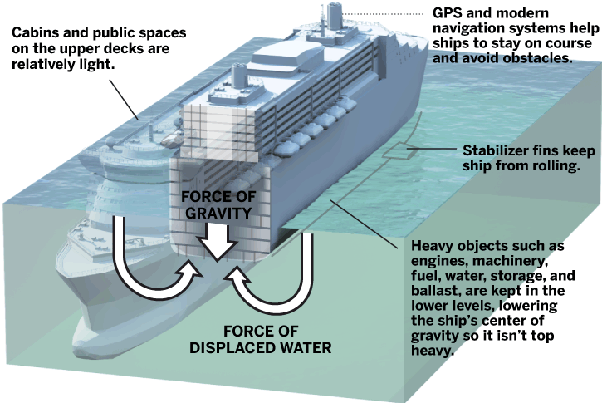 Cabins and public spaces
on the upper decks are
relatively light.
GPS and modern
navigation systems help
ships to stay on course
and avoid obstacles.
Stabilizer fins keep
ship from rolling.
FORCE OF
GRAVITY
Heavy objects such as
engines, machinery,
fuel, water, storage, and
ballast, are kept in the
lower levels, lowering
the ship's center of
gravity so it isn't top
heavy.
FORCE OF
DISPLACED WATER